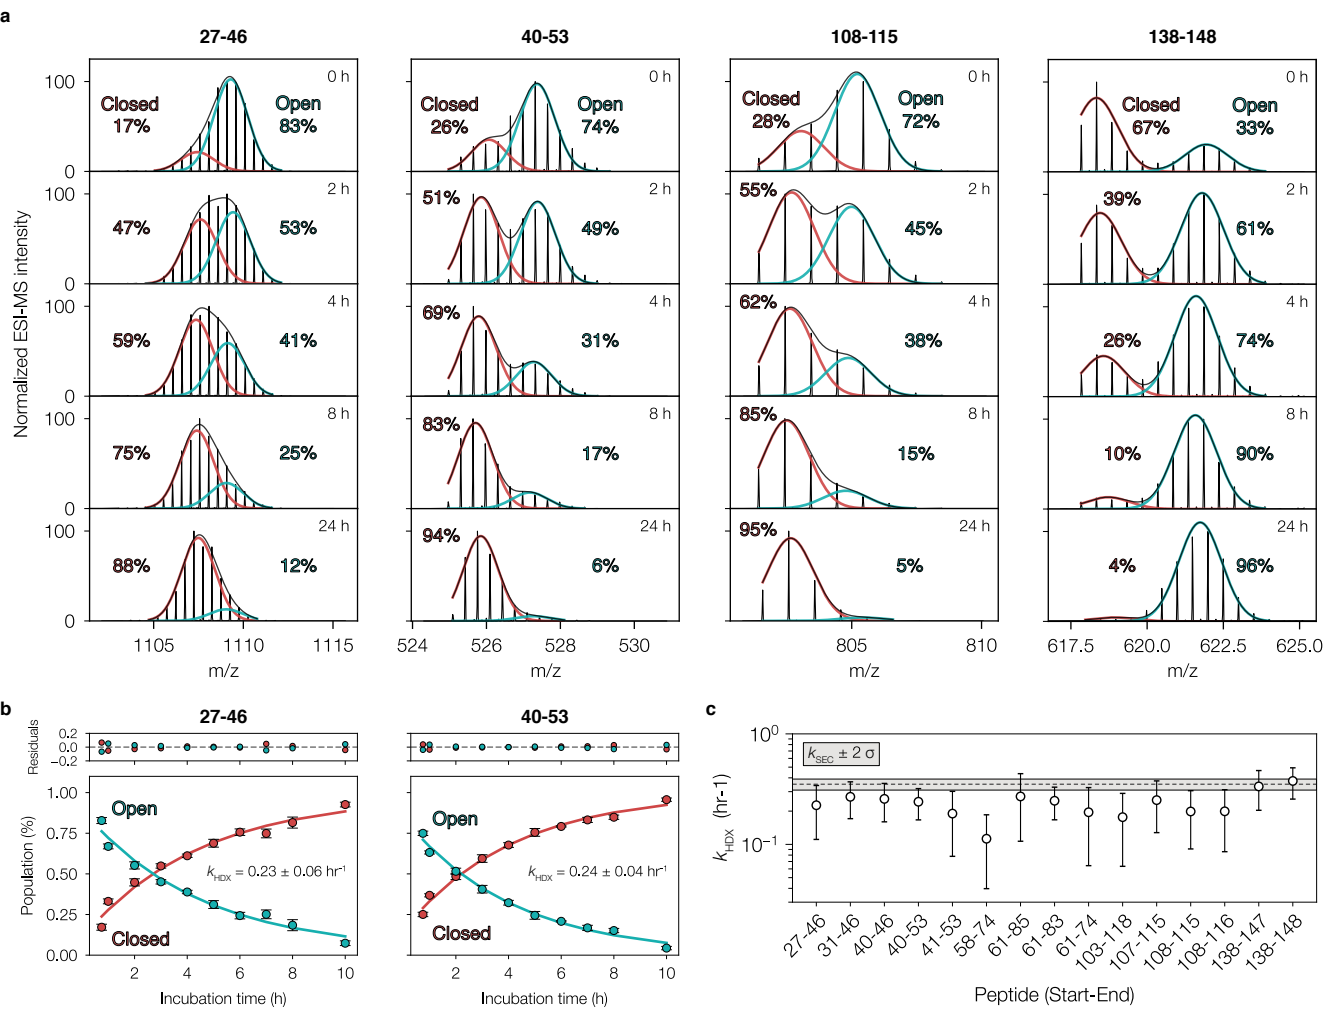 a
27-46
40-53
108-115
138-148
Normalized ESI-MS intensity
100
0
0 h
Closed
17%
Open
83%
0 h
Closed
26%
Open
74%
0 h
Closed
28%
Open
72%
0 h
Closed
67%
Open
33%
100
0
2 h
47%
53%
2 h
51%
49%
2 h
55%
45%
2 h
39%
61%
100
0
4 h
59%
41%
4 h
69%
31%
4 h
62%
38%
4 h
26%
74%
100
0
8 h
75%
25%
8 h
83%
17%
8 h
85%
15%
8 h
10%
90%
100
0
24 h
88%
12%
24 h
94%
6%
24 h
95%
5%
24 h
4%
96%
1105 1110 1115
m/z
524 526 528 530
m/z
805 810
m/z
617.5 620.0 622.5 625.0
m/z
b
27-46
40-53
Residuals
0.2
0.0
−0.2
Population (%)
1.00
0.75
0.50
0.25
0.00
Open
k HDX = 0.23 ± 0.06 hr-1
Closed
2 4 6 8 10
Incubation time (h)
Open
k HDX = 0.24 ± 0.04 hr-1
Closed
2 4 6 8 10
Incubation time (h)
c
k HDX (hr-1)
10⁰
10⁻¹
k SEC ± 2 σ
27-46
31-46
40-46
40-53
41-53
58-74
61-85
61-83
61-74
103-118
107-115
108-115
108-116
138-147
138-148
Peptide (Start-End)